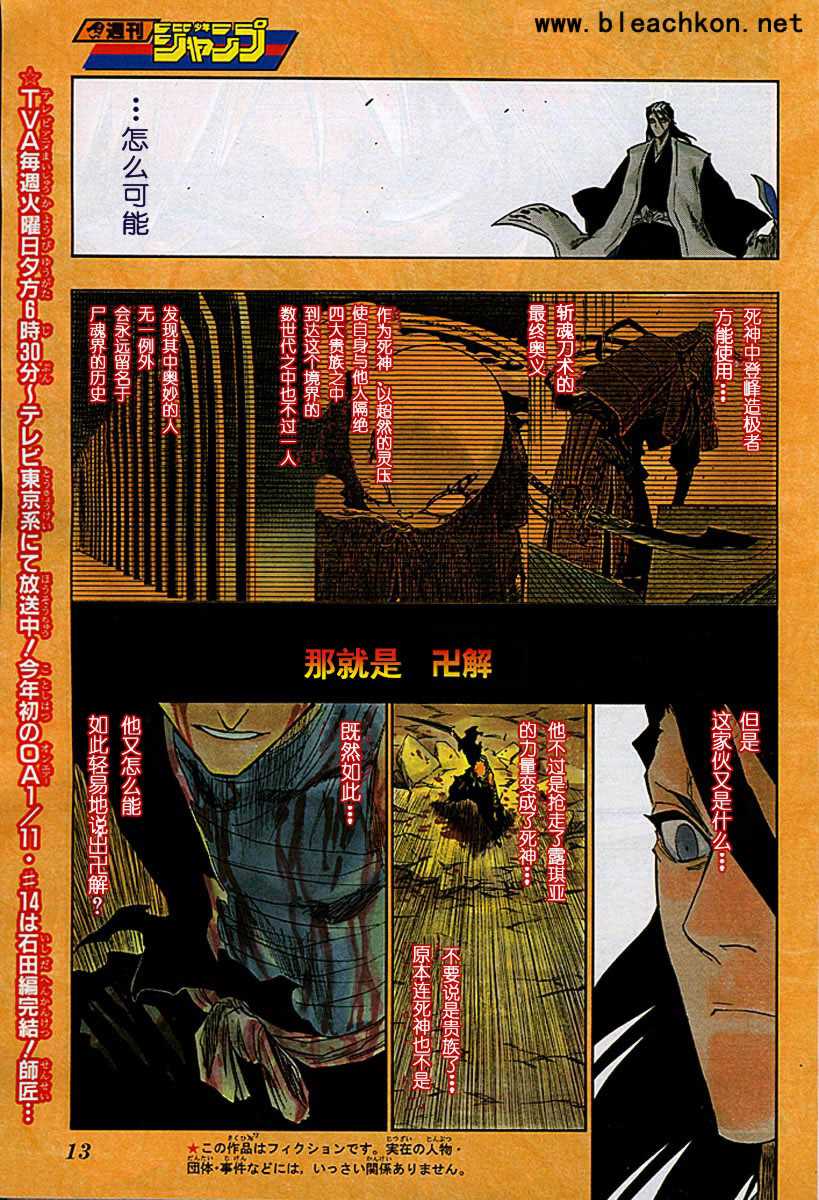 www.bleachkon.net
週刊
少年
ジャンプ
…怎么可能
死神中登峰造极者
方能使用…
斩魂刀术的
最终奥义
作为死神 以超然的灵压
使自身与他人隔绝
四大贵族之中
到达这个境界的
数世代之中也不过一人
发现其中奥妙的人
无一例外
会永远留名于
尸魂界的历史
那就是 卍解
但是
这家伙又是什么…
他不过是抢走了露琪亚
的力量变成了死神…
不要说是贵族了…
原本连死神也不是
既然如此…
他又怎么能
如此轻易地说出卍解？
★TVA毎週火曜日夕方6時30分〜テレビ東京系にて放送中！今年初のOA1／11・#14は石田編完結！師匠…
13
★この作品はフィクションです。実在の人物・
団体・事件などには、いっさい関係ありません。